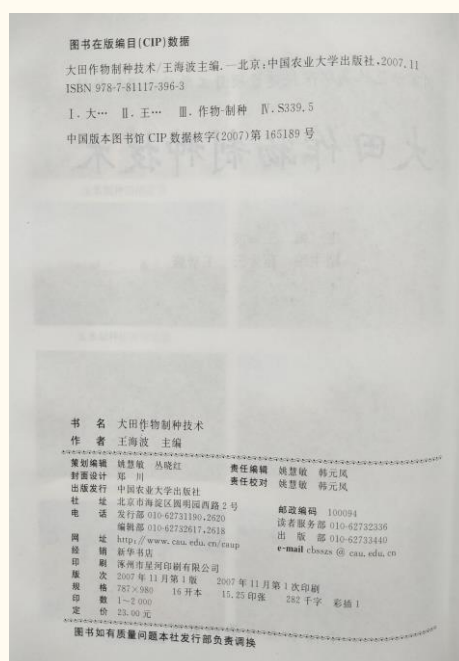 图书在版编目(CIP)数据
大田作物制种技术/王海波主编.—北京:中国农业大学出版社,2007.11
ISBN 978-7-81117-396-3
Ⅰ.大… Ⅱ.王… Ⅲ.作物-制种 Ⅳ.S339.5
中国版本图书馆CIP数据核字(2007)第165189号
书 名 大田作物制种技术
作 者 王海波 主编
策划编辑 姚慧敏 丛晓红 责任编辑 姚慧敏 韩元凤
封面设计 郑 川 责任校对 姚慧敏 韩元凤
出版发行 中国农业大学出版社
社 址 北京市海淀区圆明园西路2号 邮政编码 100094
电 话 发行部 010-62731190,2620 读者服务部 010-62732336
编辑部 010-62732617,2618 出 版 部 010-62733440
网 址 http://www.cau.edu.cn/caup e-mail cbsszs @ cau.edu.cn
经 销 新华书店
印 刷 涿州市星河印刷有限公司
版 次 2007年11月第1版 2007年11月第1次印刷
规 格 787×980 16开本 15.25印张 282千字 彩插1
印 数 1~2 000
定 价 23.00元
图书如有质量问题本社发行部负责调换